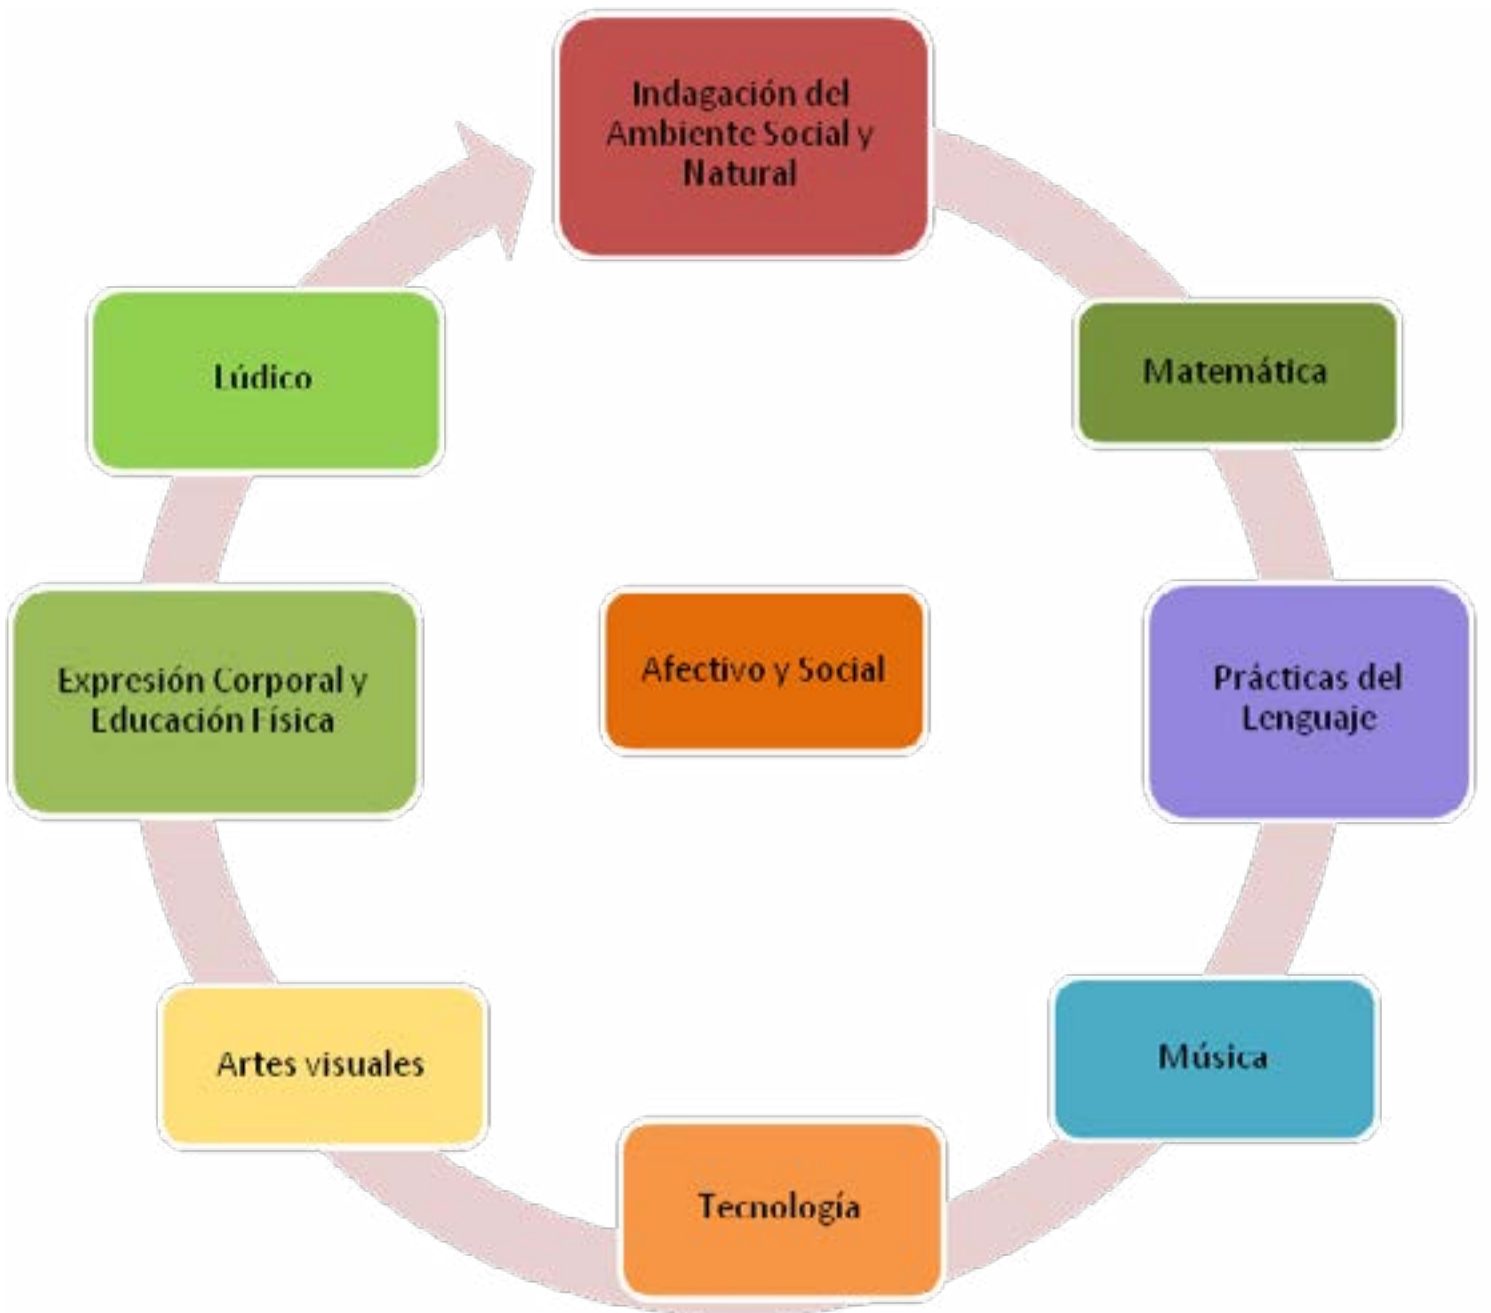 Indagación del
Ambiente Social y
Natural
Lúdico
Matemática
Expresión Corporal y
Educación Física
Afectivo y Social
Prácticas del
Lenguaje
Artes visuales
Música
Tecnología